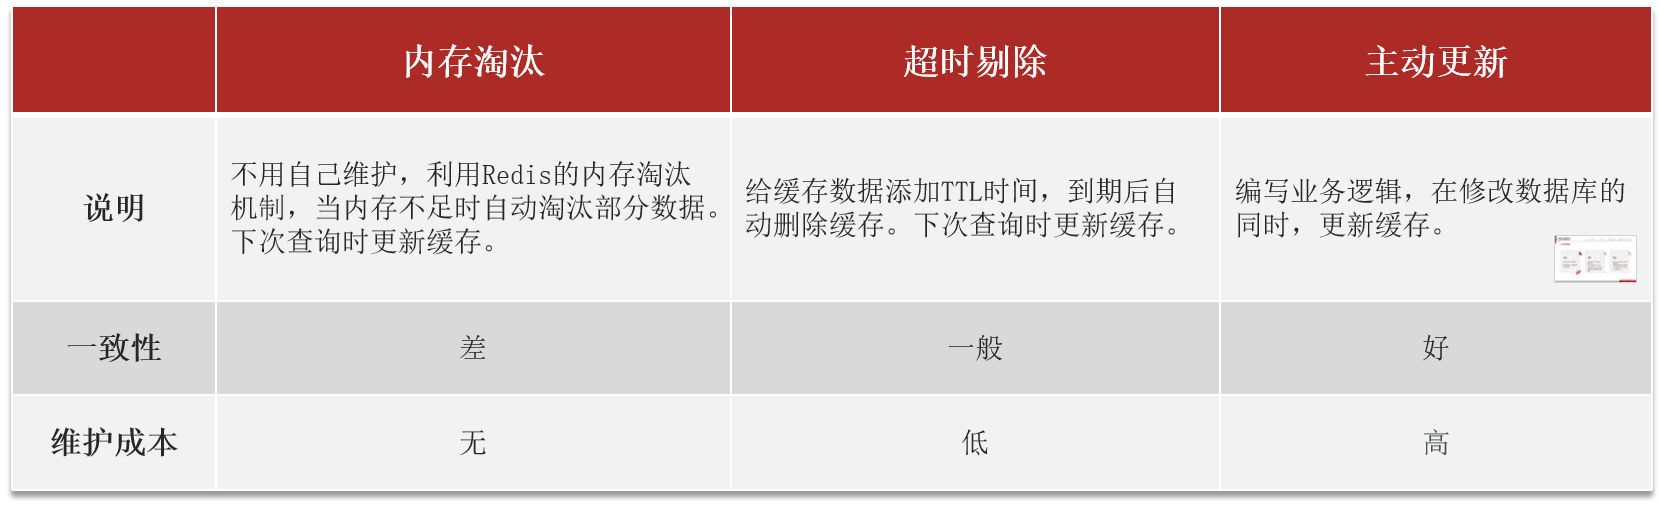 内存淘汰
超时剔除
主动更新
说明
不用自己维护，利用Redis的内存淘汰
机制，当内存不足时自动淘汰部分数据。
下次查询时更新缓存。
给缓存数据添加TTL时间，到期后自
动删除缓存。下次查询时更新缓存。
编写业务逻辑，在修改数据库的
同时，更新缓存。
一致性
差
一般
好
维护成本
无
低
高